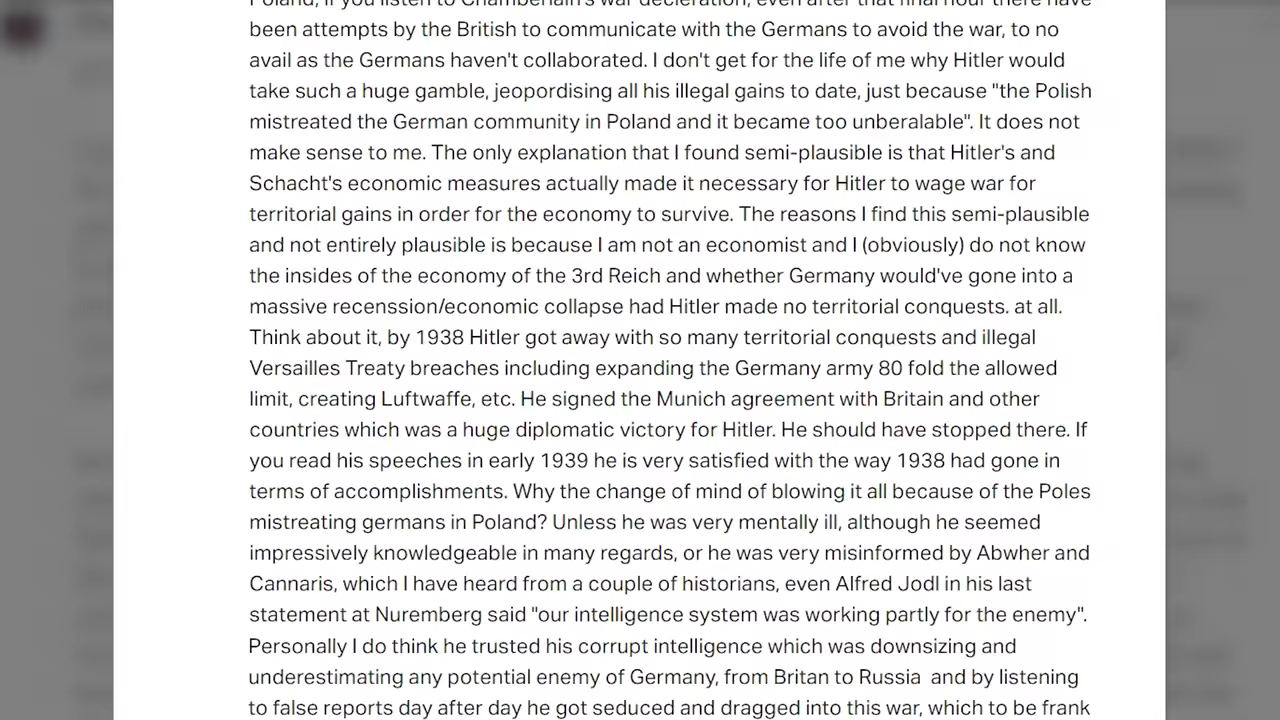 Poland, if you listen to Chamberlain's war decleration, even after that final hour there have
been attempts by the British to communicate with the Germans to avoid the war, to no
avail as the Germans haven't collaborated. I don't get for the life of me why Hitler would
take such a huge gamble, jeopordising all his illegal gains to date, just because "the Polish
mistreated the German community in Poland and it became too unberalable". It does not
make sense to me. The only explanation that I found semi-plausible is that Hitler's and
Schacht's economic measures actually made it necessary for Hitler to wage war for
territorial gains in order for the economy to survive. The reasons I find this semi-plausible
and not entirely plausible is because I am not an economist and I (obviously) do not know
the insides of the economy of the 3rd Reich and whether Germany would've gone into a
massive recenssion/economic collapse had Hitler made no territorial conquests. at all.
Think about it, by 1938 Hitler got away with so many territorial conquests and illegal
Versailles Treaty breaches including expanding the Germany army 80 fold the allowed
limit, creating Luftwaffe, etc. He signed the Munich agreement with Britain and other
countries which was a huge diplomatic victory for Hitler. He should have stopped there. If
you read his speeches in early 1939 he is very satisfied with the way 1938 had gone in
terms of accomplishments. Why the change of mind of blowing it all because of the Poles
mistreating germans in Poland? Unless he was very mentally ill, although he seemed
impressively knowledgeable in many regards, or he was very misinformed by Abwher and
Cannaris, which I have heard from a couple of historians, even Alfred Jodl in his last
statement at Nuremberg said "our intelligence system was working partly for the enemy".
Personally I do think he trusted his corrupt intelligence which was downsizing and
underestimating any potential enemy of Germany, from Britan to Russia and by listening
to false reports day after day he got seduced and dragged into this war, which to be frank